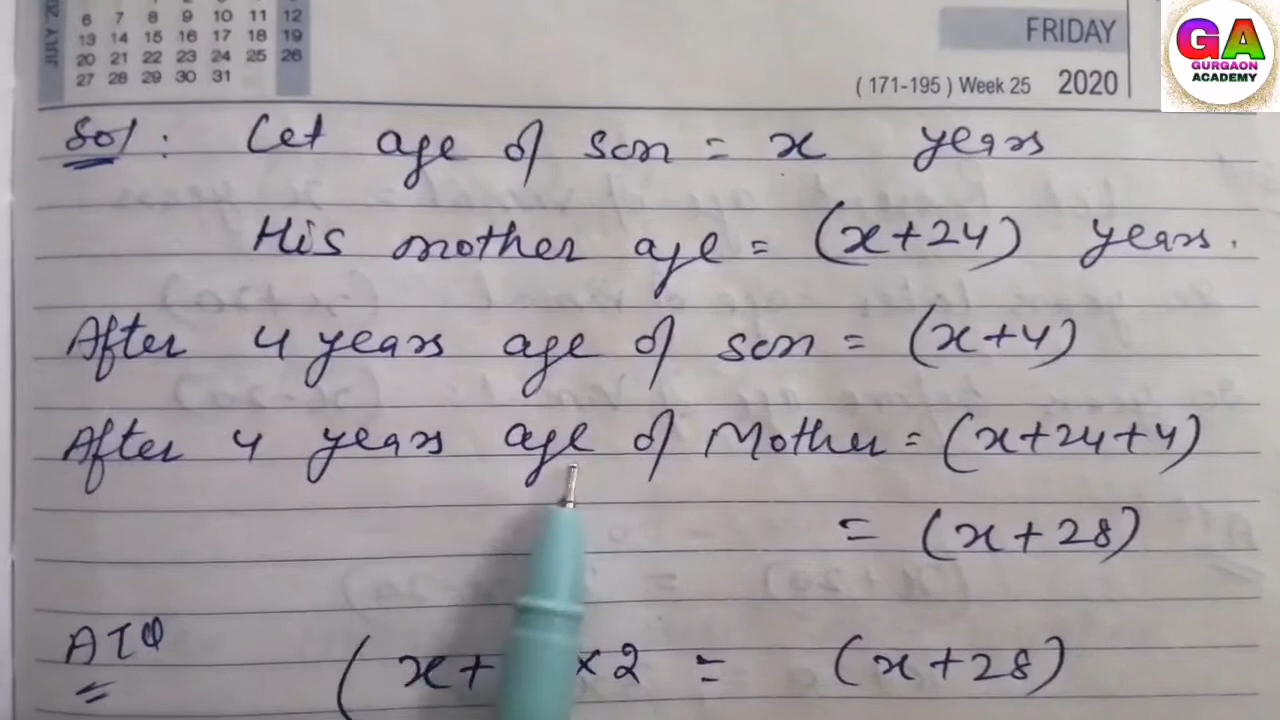 JULY 20
6 7 8 9 10 11 12
13 14 15 16 17 18 19
20 21 22 23 24 25 26
27 28 29 30 31
FRIDAY
(171-195) Week 25 2020
GA
GURGAON
ACADEMY
Sol: Let age of son = x years
His mother age = (x+24) years.
After 4 years age of son = (x+4)
After 4 years age of Mother = (x+24+4)
= (x+28)
ATQ (x+ ×2 = (x+28)